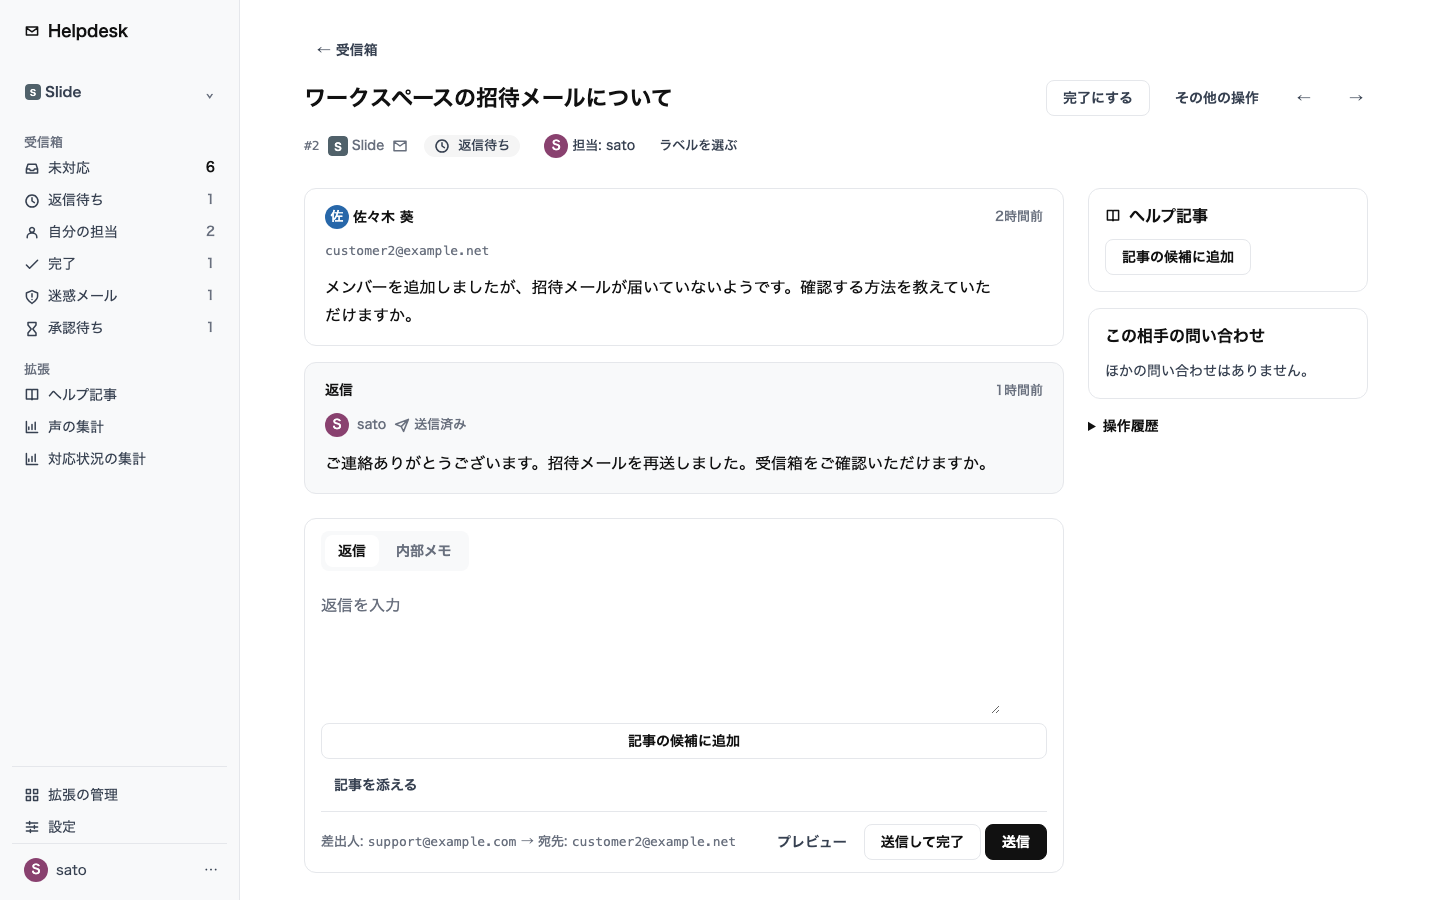 Helpdesk
S Slide
受信箱
未対応 6
返信待ち 1
自分の担当 2
完了 1
迷惑メール 1
承認待ち 1
拡張
ヘルプ記事
声の集計
対応状況の集計
拡張の管理
設定
S sato ...
← 受信箱
ワークスペースの招待メールについて
完了にする その他の操作 ← →
#2 S Slide 返信待ち S 担当: sato ラベルを選ぶ
佐 佐々木 葵 2時間前
customer2@example.net
メンバーを追加しましたが、招待メールが届いていないようです。確認する方法を教えていた
だけますか。
返信 1時間前
S sato 送信済み
ご連絡ありがとうございます。招待メールを再送しました。受信箱をご確認いただけますか。
返信 内部メモ
返信を入力
記事の候補に追加
記事を添える
差出人: support@example.com → 宛先: customer2@example.net プレビュー 送信して完了 送信
ヘルプ記事
記事の候補に追加
この相手の問い合わせ
ほかの問い合わせはありません。
▶ 操作履歴